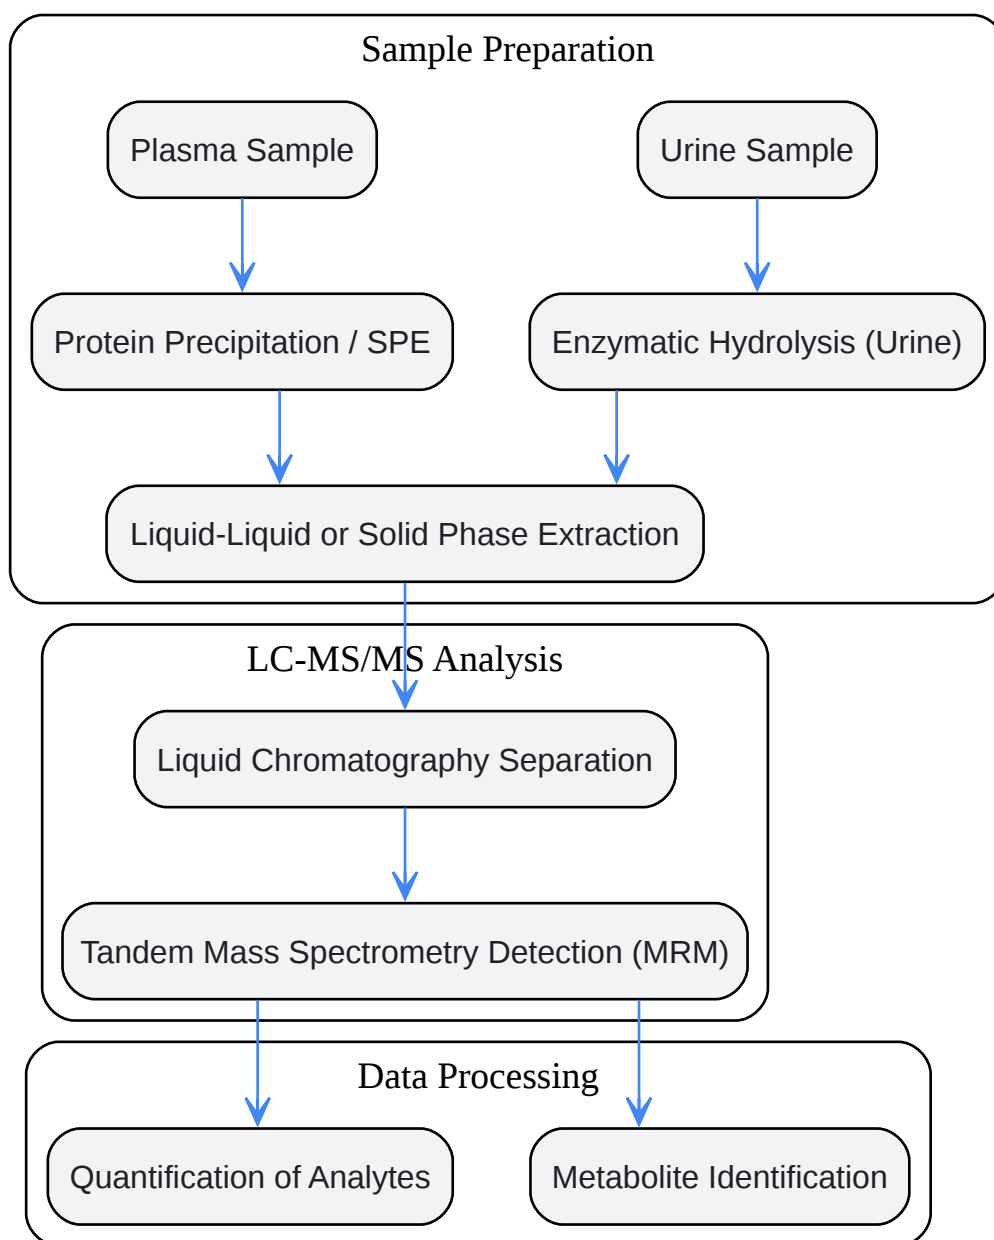 Sample Preparation
Plasma Sample
Urine Sample
Protein Precipitation / SPE
Enzymatic Hydrolysis (Urine)
Liquid-Liquid or Solid Phase Extraction
LC-MS/MS Analysis
Liquid Chromatography Separation
Tandem Mass Spectrometry Detection (MRM)
Data Processing
Quantification of Analytes
Metabolite Identification